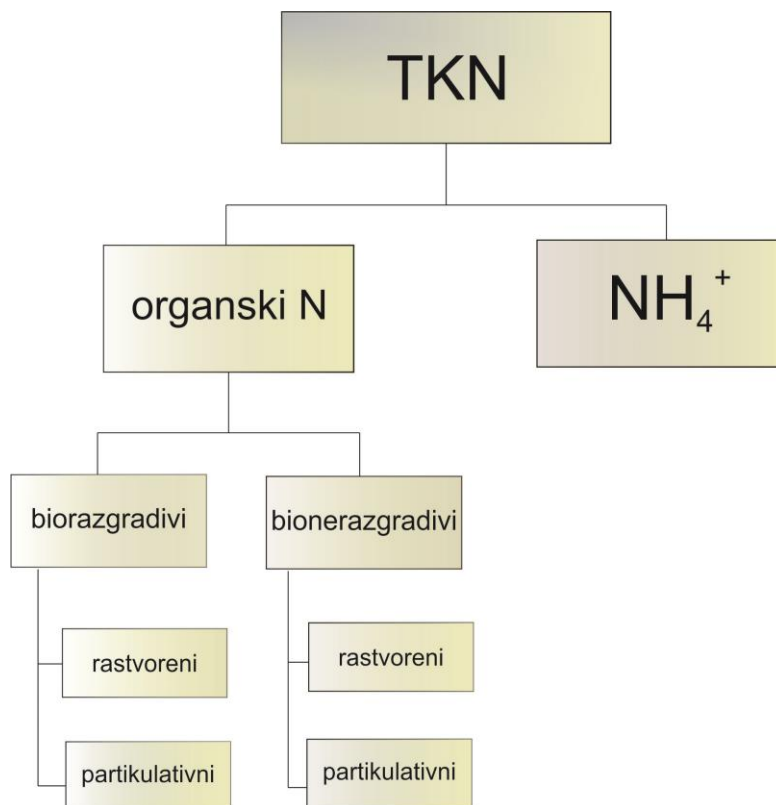 TKN
organski N
NH₄⁺
biorazgradivi
bionerazgradivi
rastvoreni
rastvoreni
partikulativni
partikulativni